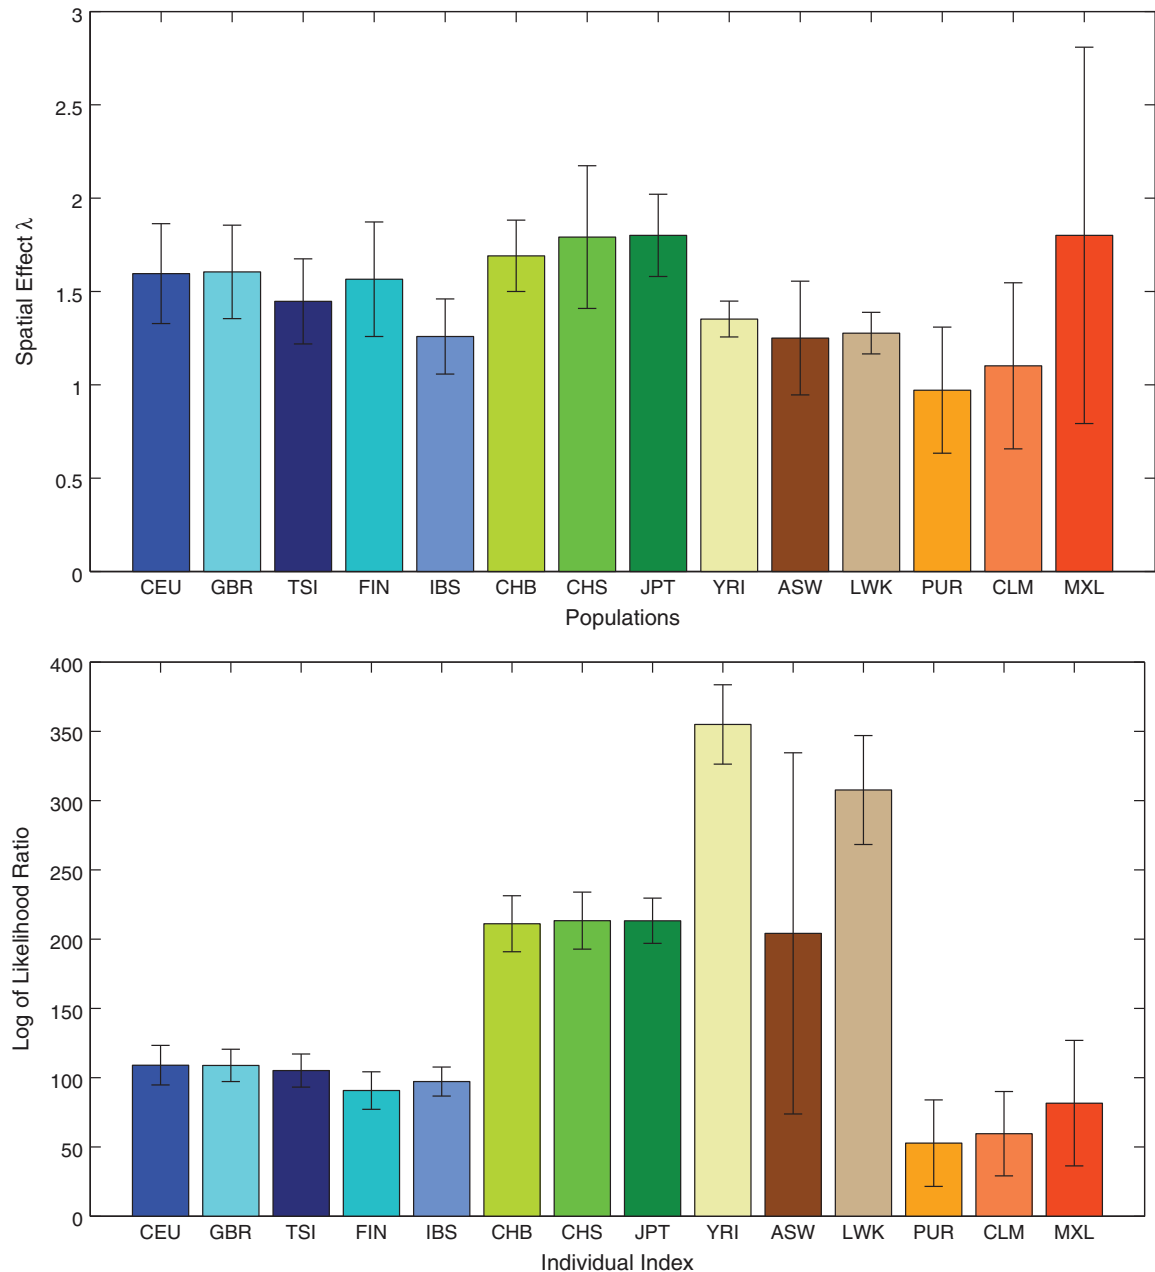 3
2.5
2
1.5
1
0.5
0
Spatial Effect λ
CEU GBR TSI FIN IBS CHB CHS JPT YRI ASW LWK PUR CLM MXL
Populations
400
350
300
250
200
150
100
50
0
Log of Likelihood Ratio
CEU GBR TSI FIN IBS CHB CHS JPT YRI ASW LWK PUR CLM MXL
Individual Index